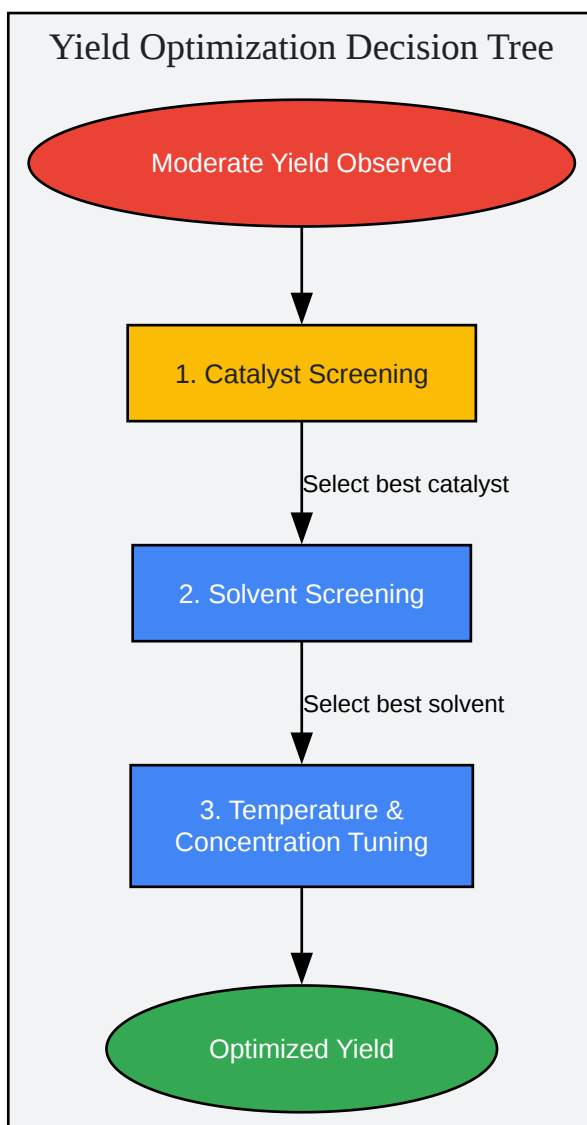 Yield Optimization Decision Tree
Moderate Yield Observed
1. Catalyst Screening
Select best catalyst
2. Solvent Screening
Select best solvent
3. Temperature &
Concentration Tuning
Optimized Yield